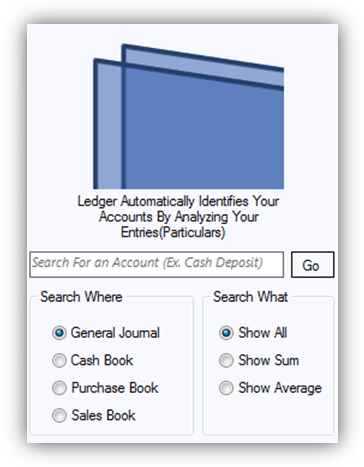 Ledger Automatically Identifies Your
Accounts By Analyzing Your
Entries(Particulars)
Search For an Account (Ex. Cash Deposit)
Go
Search Where
General Journal
Cash Book
Purchase Book
Sales Book
Search What
Show All
Show Sum
Show Average